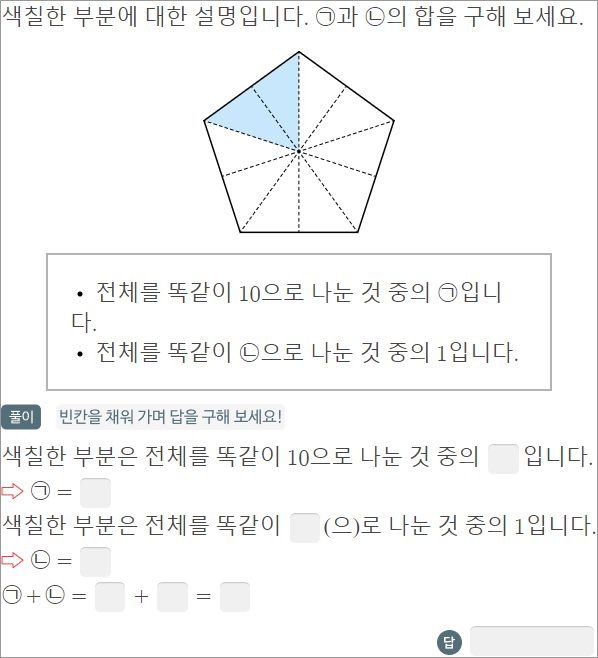 색칠한 부분에 대한 설명입니다. ㉠과 ㉡의 합을 구해 보세요.
• 전체를 똑같이 10으로 나눈 것 중의 ㉠입니
다.
• 전체를 똑같이 ㉡으로 나눈 것 중의 1입니다.
풀이 빈칸을 채워 가며 답을 구해 보세요!
색칠한 부분은 전체를 똑같이 10으로 나눈 것 중의 입니다.
⇨ ㉠ =
색칠한 부분은 전체를 똑같이 (으)로 나눈 것 중의 1입니다.
⇨ ㉡ =
㉠+㉡ = + =
답